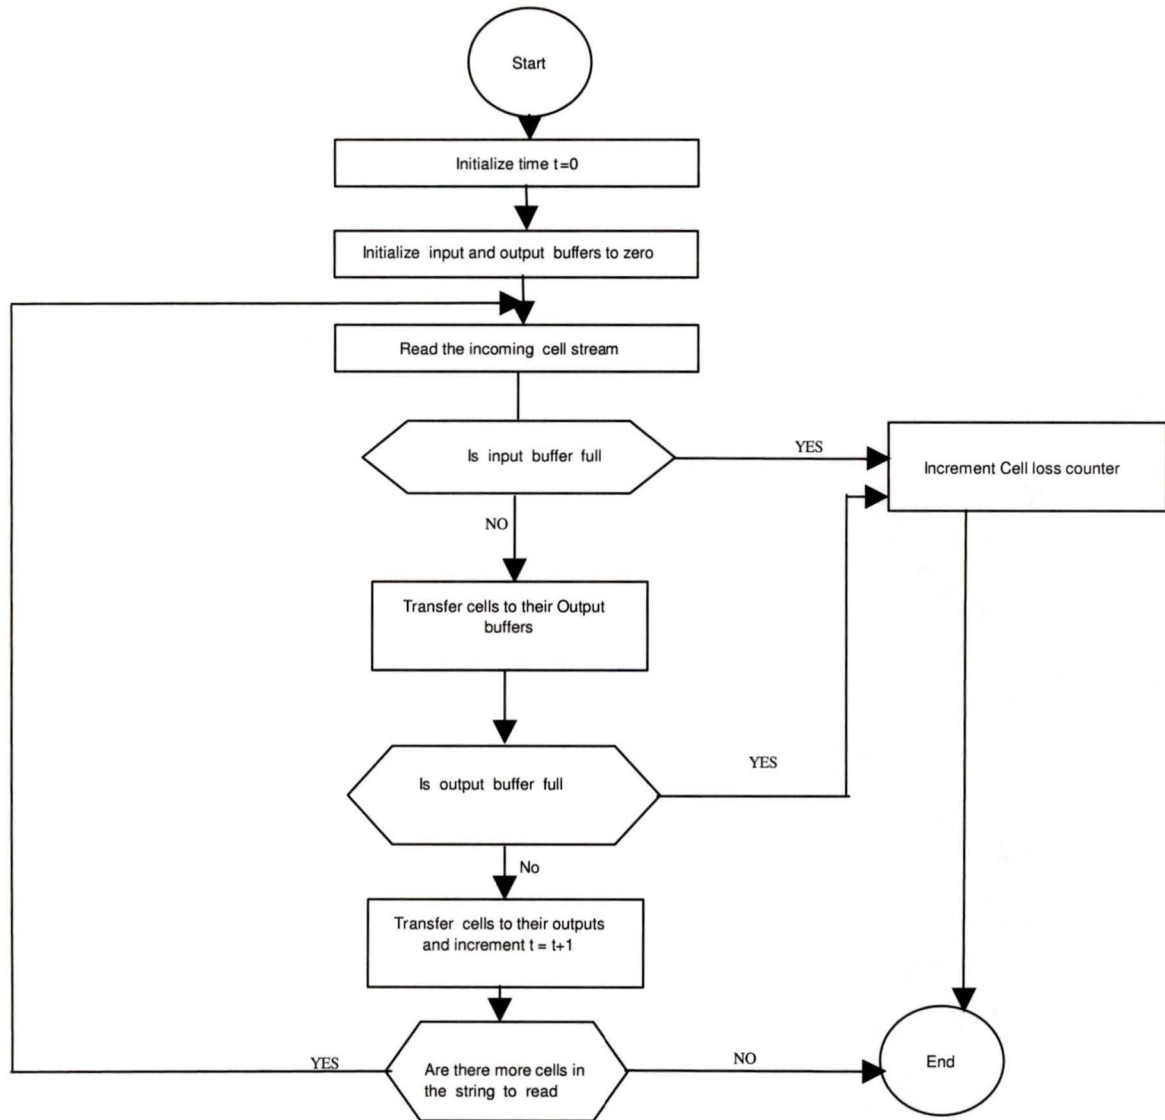 Start
Initialize time t=0
Initialize input and output buffers to zero
Read the incoming cell stream
Is input buffer full
YES
Increment Cell loss counter
NO
Transfer cells to their Output
buffers
Is output buffer full
YES
No
Transfer cells to their outputs
and increment t = t+1
YES
Are there more cells in
the string to read
NO
End